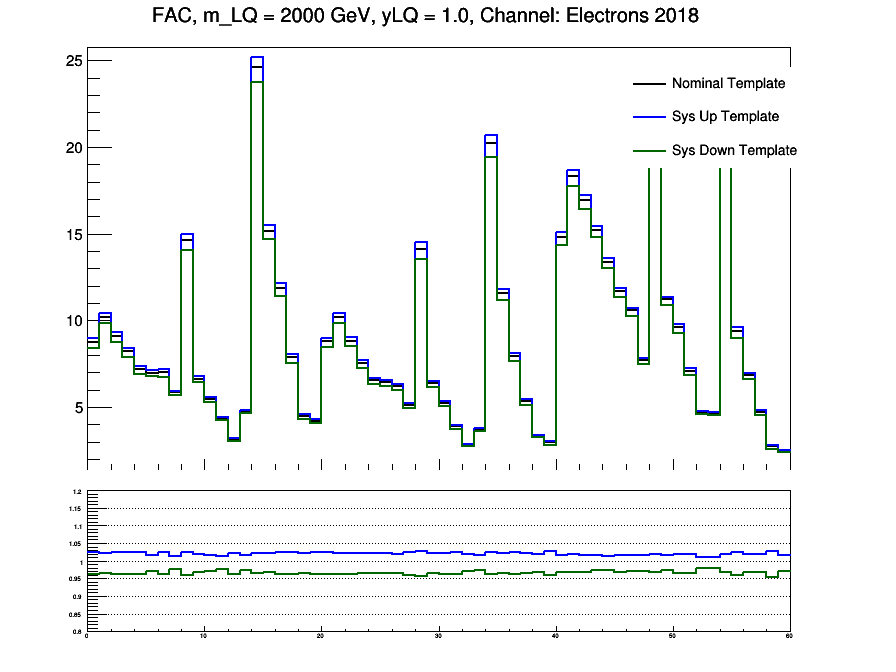 FAC, m_LQ = 2000 GeV, yLQ = 1.0, Channel: Electrons 2018
25
Nominal Template
Sys Up Template
20
Sys Down Template
15
10
5
1.2
1.15
1.1
1.05
1
0.95
0.9
0.85
0.8
0 10 20 30 40 50 60